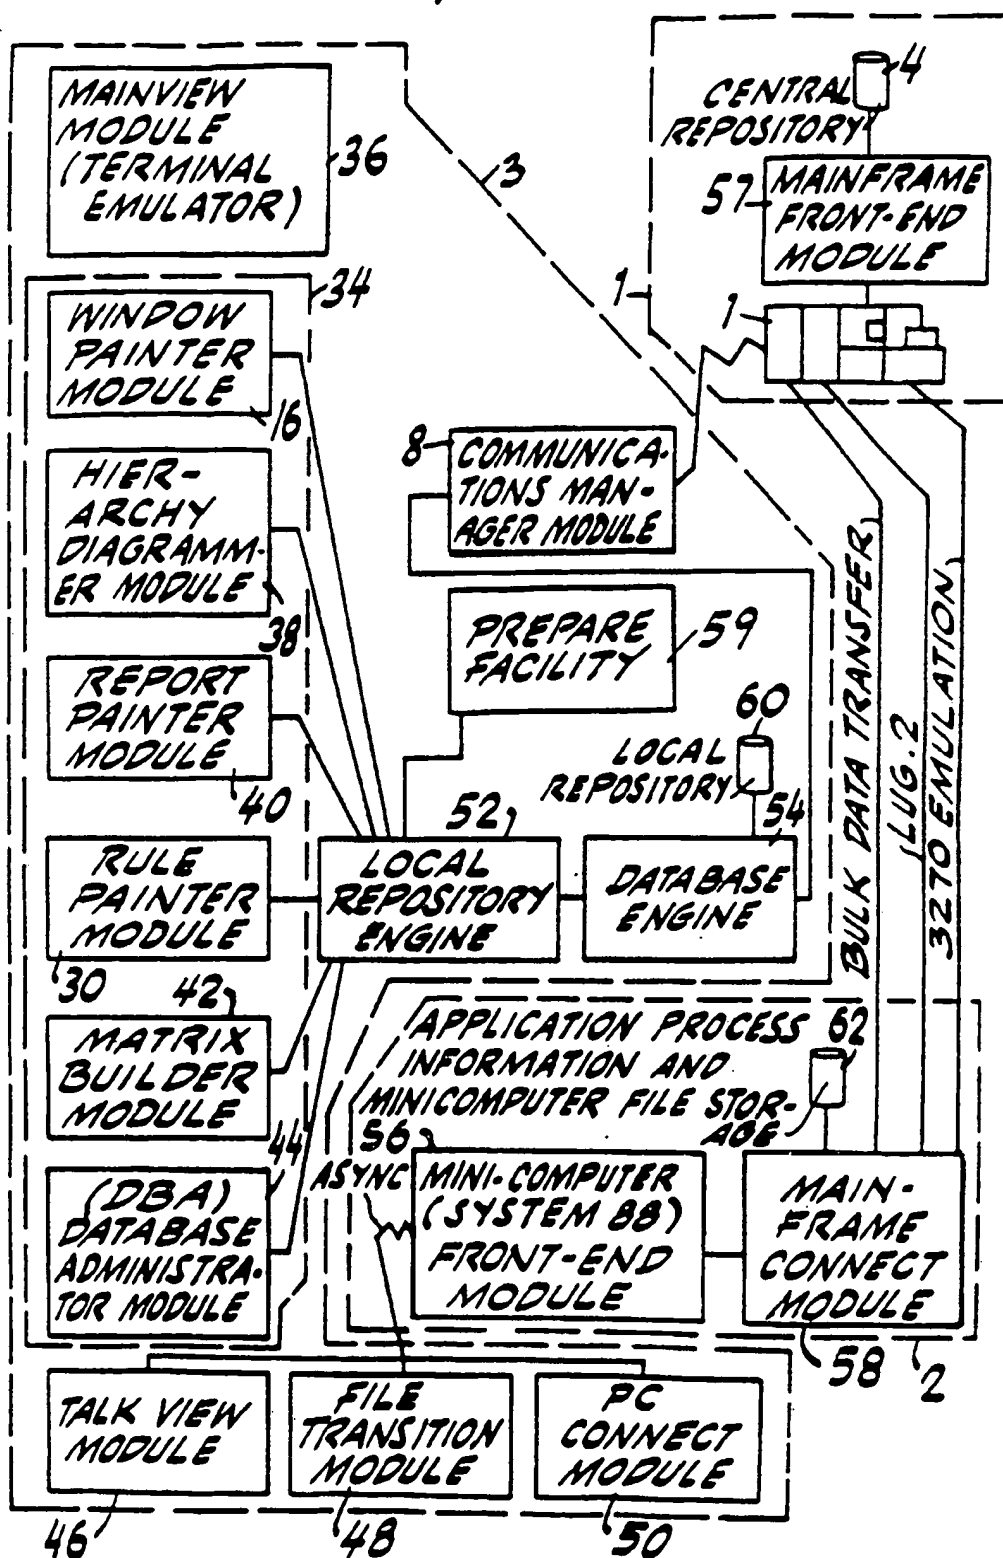 MAINVIEW
MODULE
(TERMINAL
EMULATOR)
36
3
4
CENTRAL
REPOSITORY
57
MAINFRAME
FRONT-END
MODULE
1
1
34
WINDOW
PAINTER
MODULE
16
HIER-
ARCHY
DIAGRAMM-
ER MODULE
38
REPORT
PAINTER
MODULE
40
RULE
PAINTER
MODULE
30
42
MATRIX
BUILDER
MODULE
44
(DBA)
DATABASE
ADMINISTRA-
TOR MODULE
8
COMMUNICA-
TIONS MAN-
AGER MODULE
PREPARE
FACILITY
59
60
LOCAL
REPOSITORY
52
LOCAL
REPOSITORY
ENGINE
54
DATABASE
ENGINE
BULK DATA TRANSFER
LUG.2
3270 EMULATION
APPLICATION PROCESS
INFORMATION AND
MINICOMPUTER FILE STOR-
AGE
62
56
ASYNC
MINI-COMPUTER
(SYSTEM 88)
FRONT-END
MODULE
MAIN-
FRAME
CONNECT
MODULE
58
2
TALK VIEW
MODULE
46
FILE
TRANSITION
MODULE
48
PC
CONNECT
MODULE
50